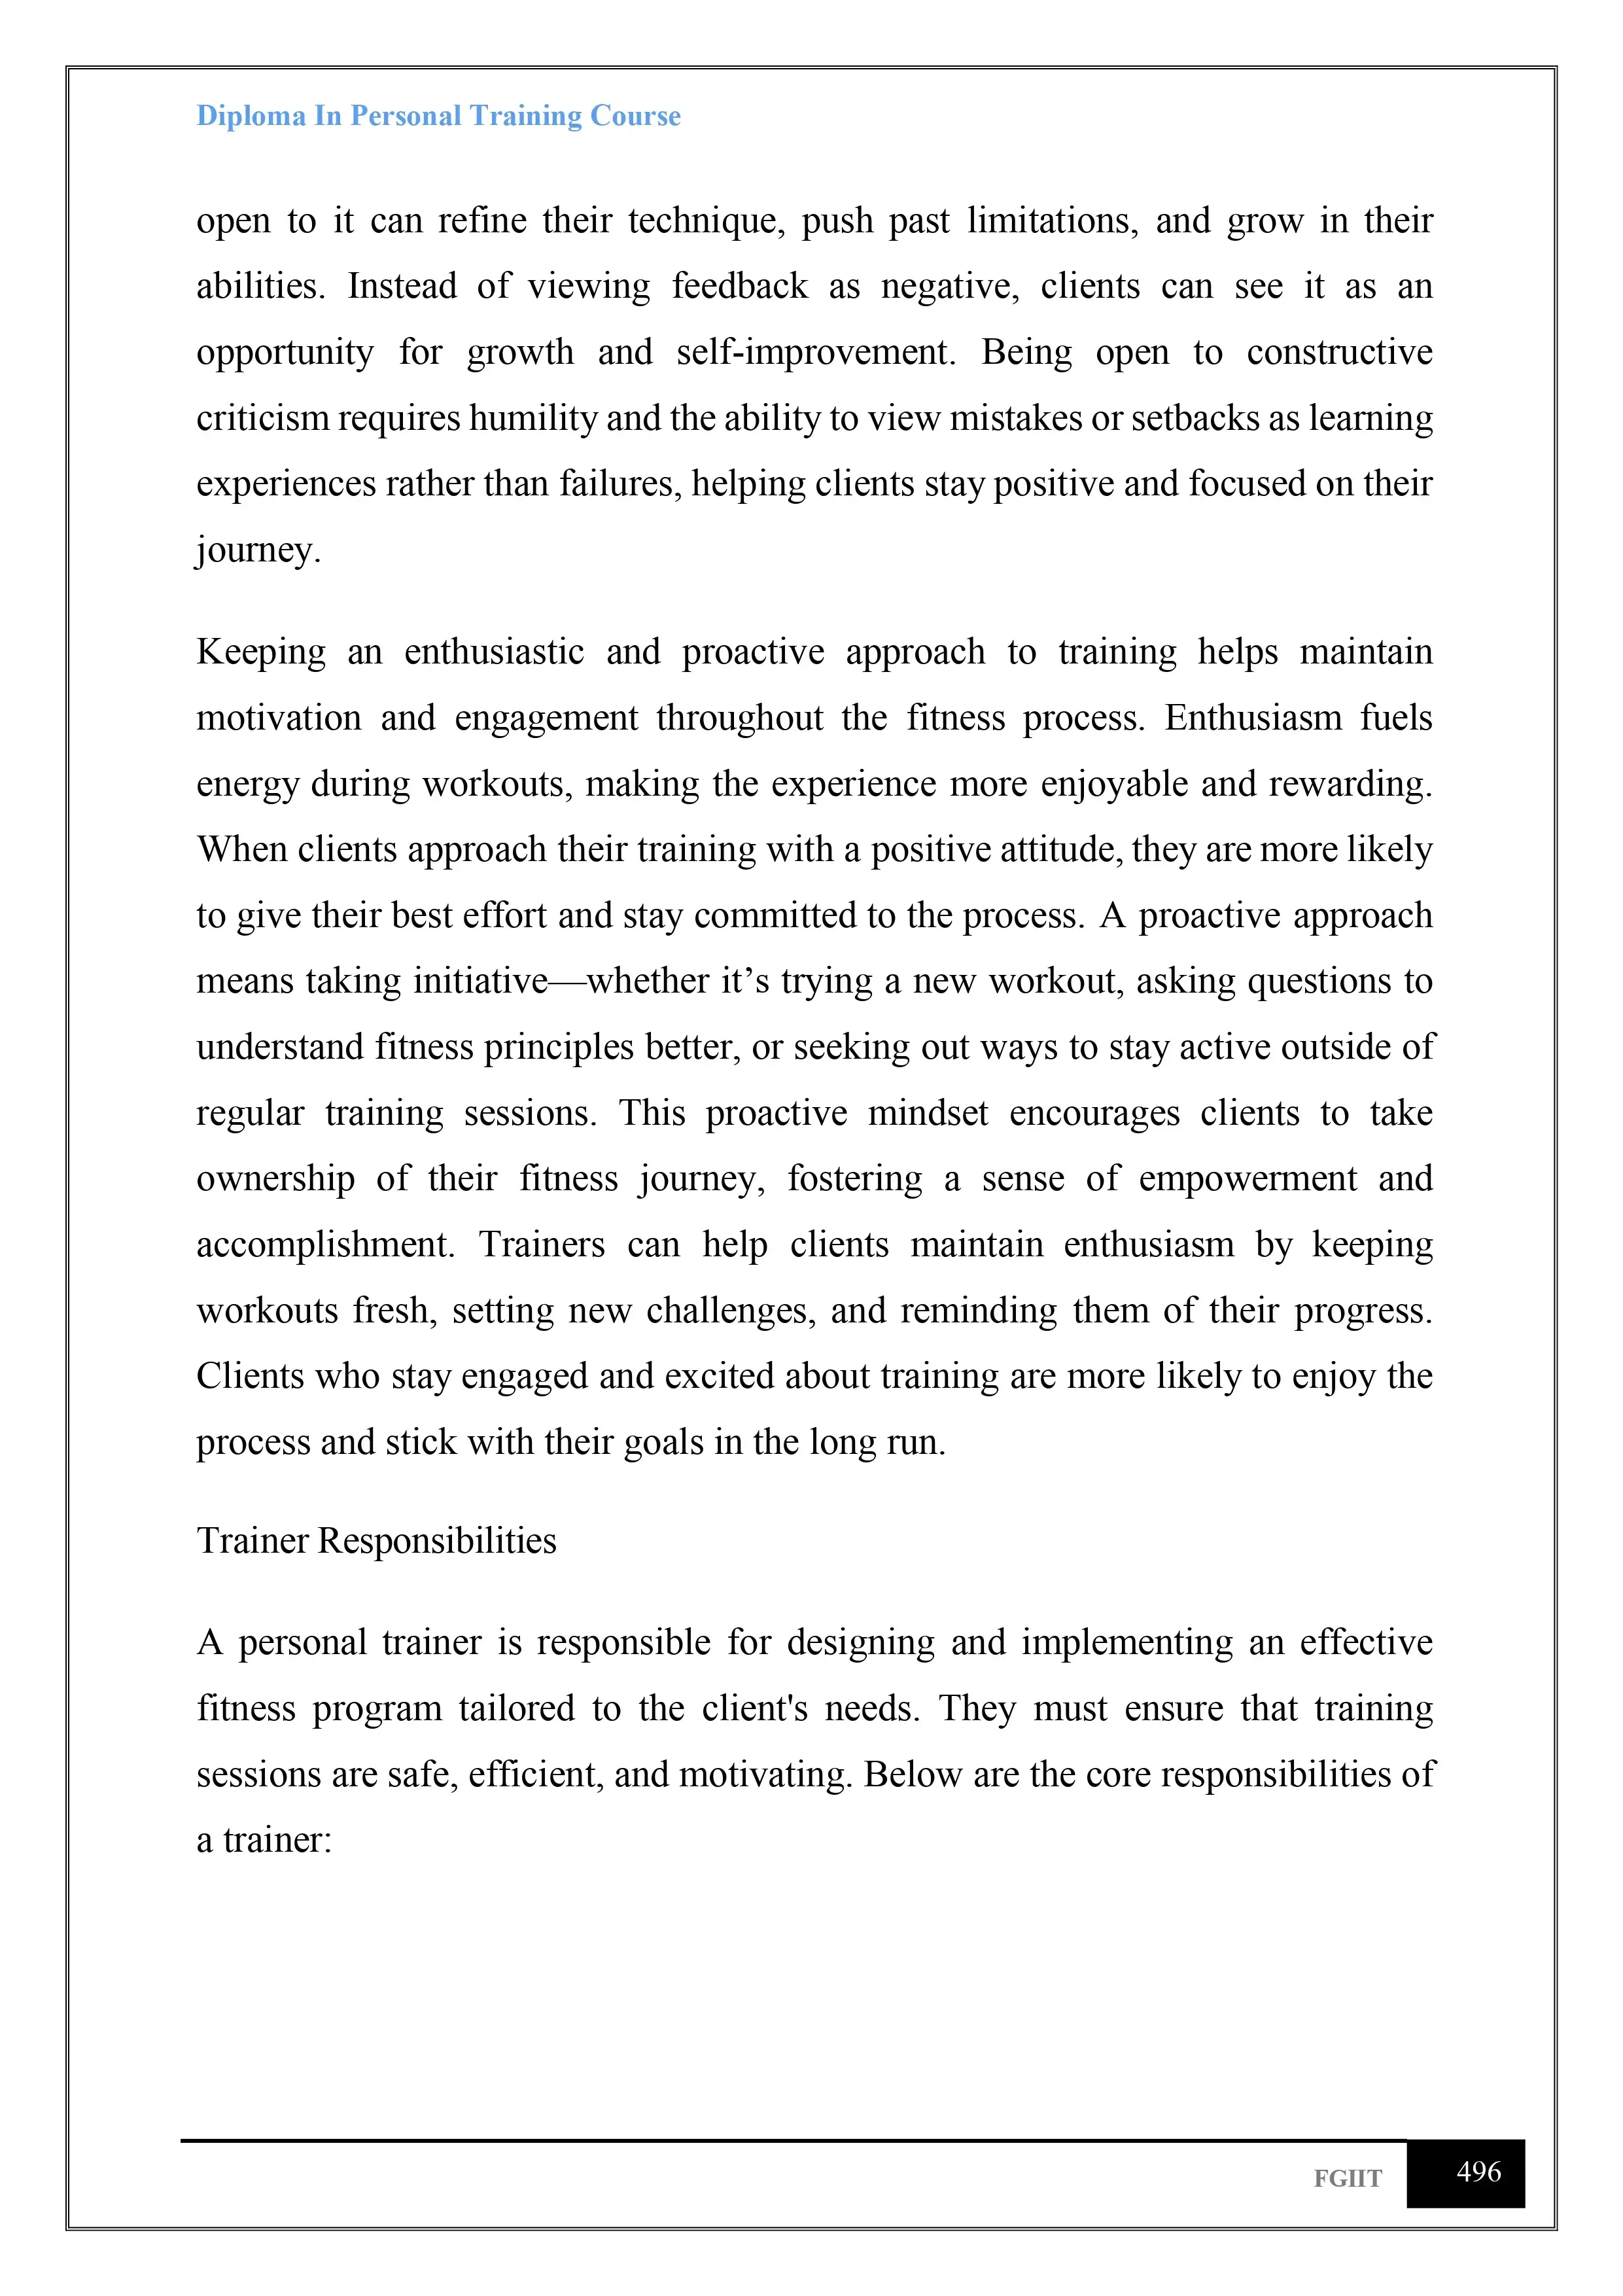 Diploma In Personal Training Course
open to it can refine their technique, push past limitations, and grow in their
abilities. Instead of viewing feedback as negative, clients can see it as an
opportunity for growth and self-improvement. Being open to constructive
criticism requires humility and the ability to view mistakes or setbacks as learning
experiences rather than failures, helping clients stay positive and focused on their
journey.
Keeping an enthusiastic and proactive approach to training helps maintain
motivation and engagement throughout the fitness process. Enthusiasm fuels
energy during workouts, making the experience more enjoyable and rewarding.
When clients approach their training with a positive attitude, they are more likely
to give their best effort and stay committed to the process. A proactive approach
means taking initiative—whether it’s trying a new workout, asking questions to
understand fitness principles better, or seeking out ways to stay active outside of
regular training sessions. This proactive mindset encourages clients to take
ownership of their fitness journey, fostering a sense of empowerment and
accomplishment. Trainers can help clients maintain enthusiasm by keeping
workouts fresh, setting new challenges, and reminding them of their progress.
Clients who stay engaged and excited about training are more likely to enjoy the
process and stick with their goals in the long run.
Trainer Responsibilities
A personal trainer is responsible for designing and implementing an effective
fitness program tailored to the client's needs. They must ensure that training
sessions are safe, efficient, and motivating. Below are the core responsibilities of
a trainer:
FGIIT
496